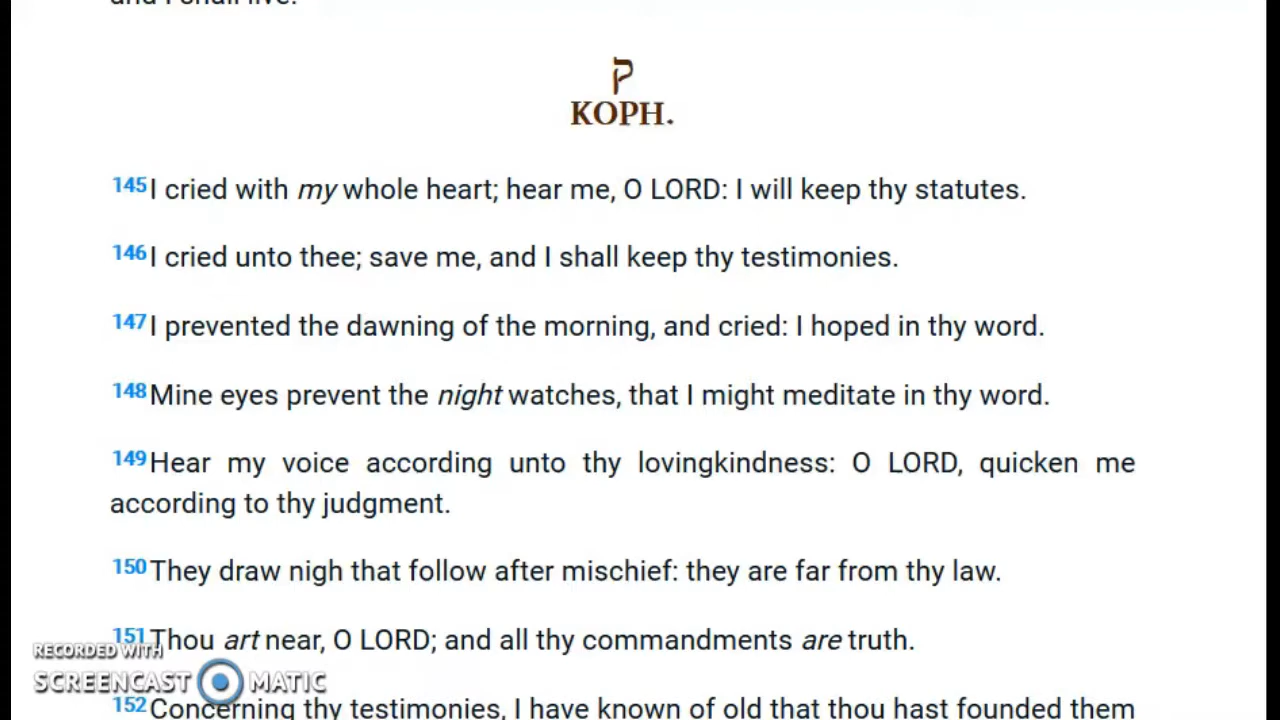 and I shall live.
ק
KOPH.
145 I cried with my whole heart; hear me, O LORD: I will keep thy statutes.
146 I cried unto thee; save me, and I shall keep thy testimonies.
147 I prevented the dawning of the morning, and cried: I hoped in thy word.
148 Mine eyes prevent the night watches, that I might meditate in thy word.
149 Hear my voice according unto thy lovingkindness: O LORD, quicken me
according to thy judgment.
150 They draw nigh that follow after mischief: they are far from thy law.
151 Thou art near, O LORD; and all thy commandments are truth.
RECORDED WITH
SCREENCAST MATIC
152 Concerning thy testimonies, I have known of old that thou hast founded them